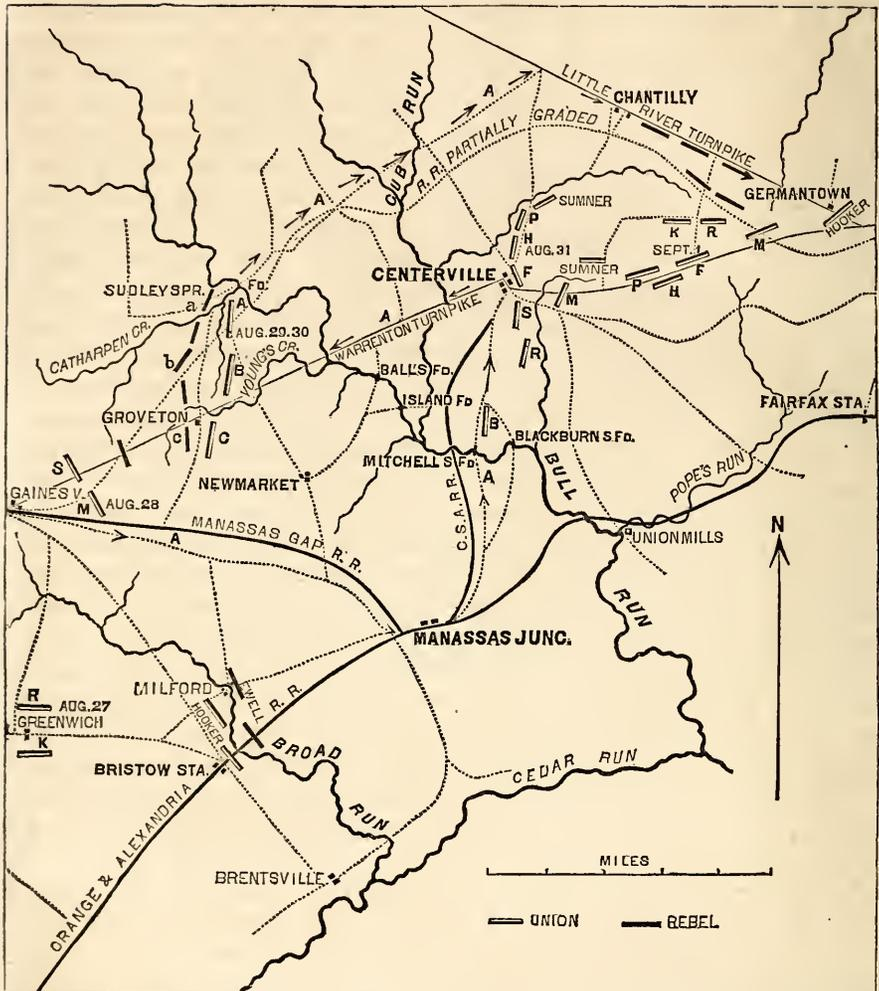 LITTLE RIVER TURNPIKE
CHANTILLY
A
CUB RUN
R. R. PARTIALLY GRADED
GERMANTOWN
HOOKER
A
P
SUMNER
K
R
H
AUG. 31
SEPT. 1
M
F
CENTERVILLE
F
SUMNER
P
H
SUDLEY SPR.
Fd.
a
A
AUG. 29.30
A
WARRENTON TURNPIKE
S
M
CATHARPEN CR.
b
B
YOUNG'S CR.
R
BALL'S Fd.
ISLAND Fd
FAIRFAX STA.
GROVETON
C
C
B
BLACKBURN S. Fd.
S
MITCHELL S Fd.
A
BULL
POPE'S RUN
GAINES V.
NEWMARKET
M
AUG. 28
C.S.A. RR.
N
MANASSAS GAP R. R.
A
UNION MILLS
RUN
MANASSAS JUNC.
MILFORD
EWELL
R. R.
R
AUG. 27
GREENWICH
HOOKER
K
BROAD
BRISTOW STA.
CEDAR RUN
RUN
ORANGE & ALEXANDRIA
BRENTSVILLE
MILES
UNION
REBEL